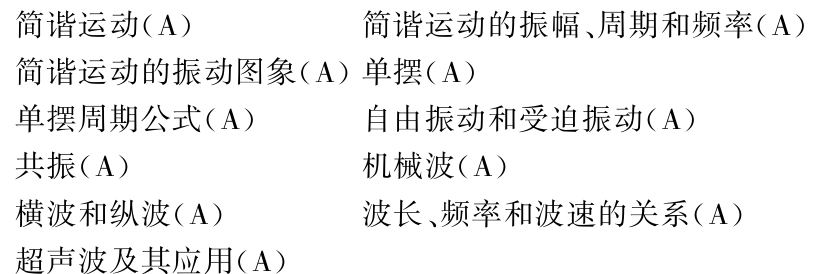 简谐运动(A) 简谐运动的振幅、周期和频率(A)
简谐运动的振动图象(A) 单摆(A)
单摆周期公式(A) 自由振动和受迫振动(A)
共振(A) 机械波(A)
横波和纵波(A) 波长、频率和波速的关系(A)
超声波及其应用(A)